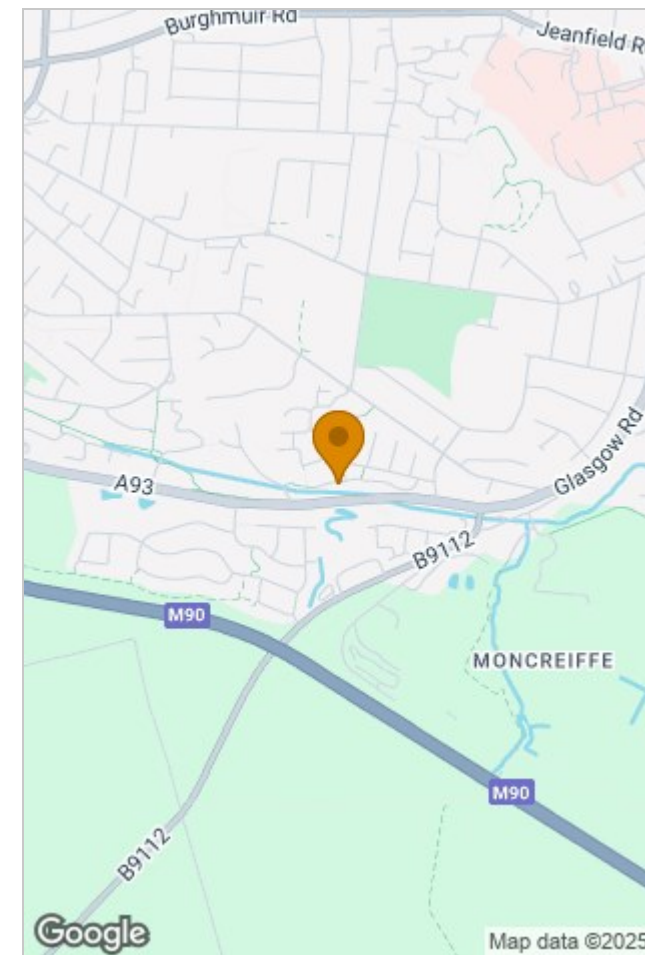 Burghmuir Rd
Jeanfield R
Glasgow Rd
A93
B9112
M90
MONCREIFFE
M90
B9112
Google
Map data ©2025